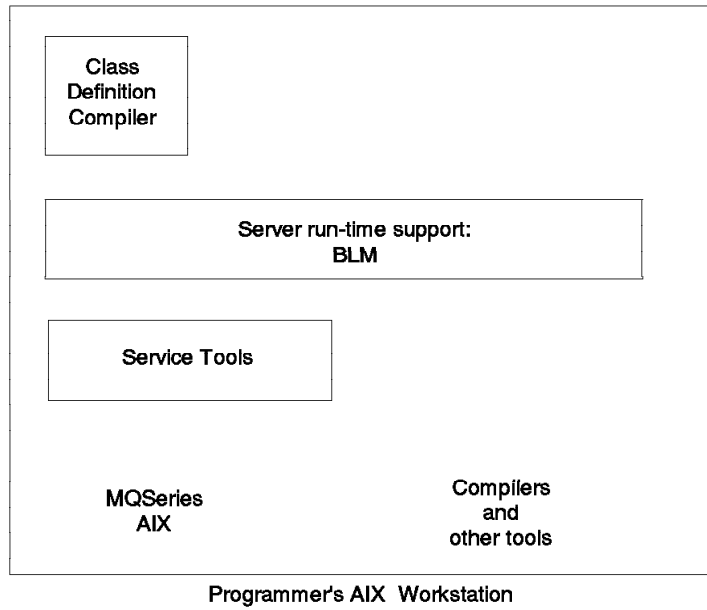 Class
Definition
Compiler
Server run-time support:
BLM
Service Tools
MQSeries
AIX
Compilers
and
other tools
Programmer's AIX Workstation